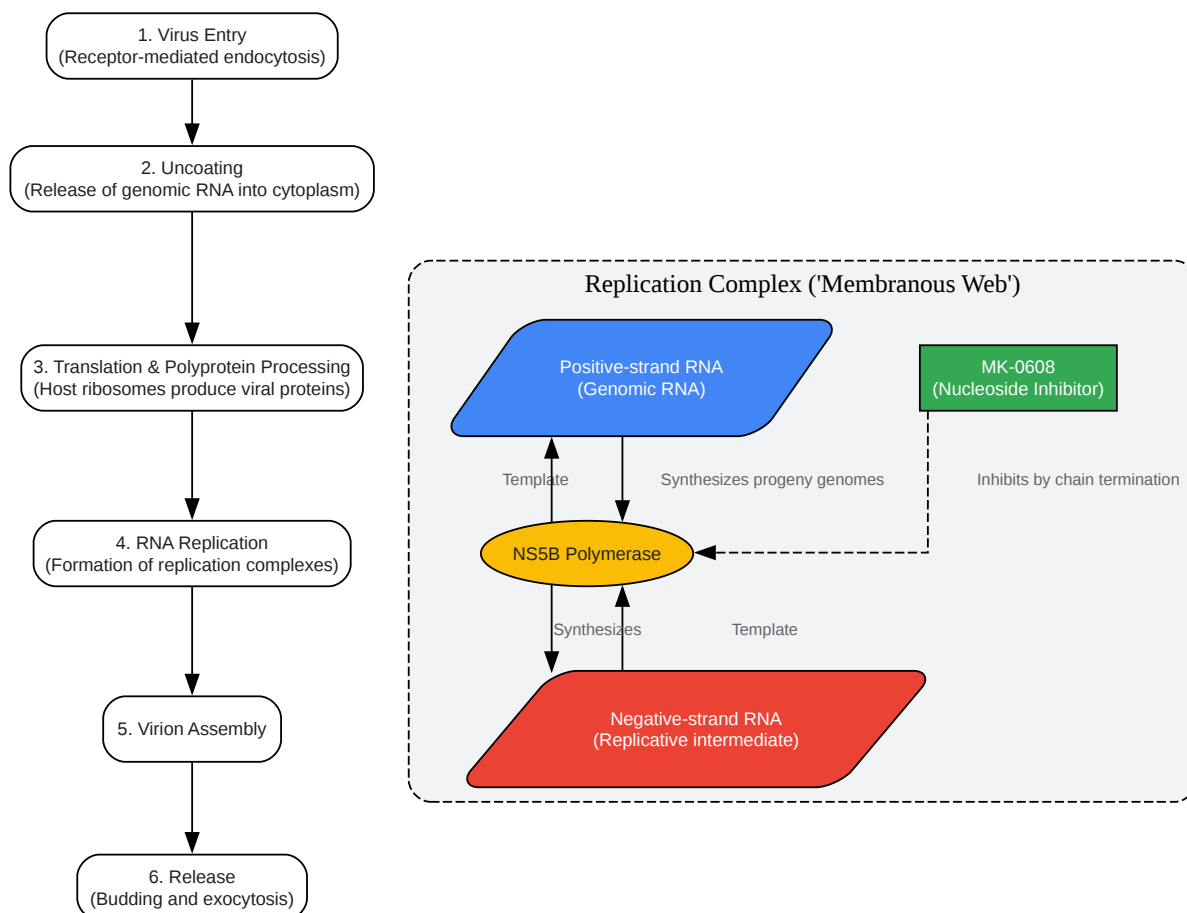 1. Virus Entry
(Receptor-mediated endocytosis)
2. Uncoating
(Release of genomic RNA into cytoplasm)
3. Translation & Polyprotein Processing
(Host ribosomes produce viral proteins)
4. RNA Replication
(Formation of replication complexes)
5. Virion Assembly
6. Release
(Budding and exocytosis)
Replication Complex ('Membranous Web')
Positive-strand RNA
(Genomic RNA)
MK-0608
(Nucleoside Inhibitor)
Template
Synthesizes progeny genomes
Inhibits by chain termination
NS5B Polymerase
Synthesizes
Template
Negative-strand RNA
(Replicative intermediate)